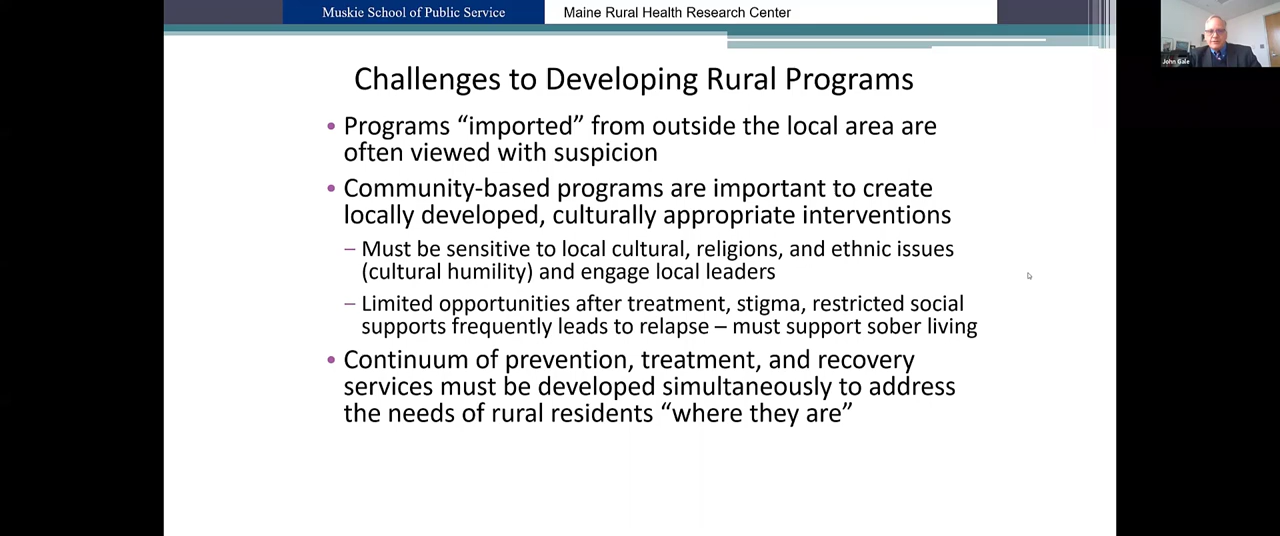 Muskie School of Public Service
Maine Rural Health Research Center
John Gale
Challenges to Developing Rural Programs
• Programs “imported” from outside the local area are
often viewed with suspicion
• Community-based programs are important to create
locally developed, culturally appropriate interventions
– Must be sensitive to local cultural, religions, and ethnic issues
(cultural humility) and engage local leaders
– Limited opportunities after treatment, stigma, restricted social
supports frequently leads to relapse – must support sober living
• Continuum of prevention, treatment, and recovery
services must be developed simultaneously to address
the needs of rural residents “where they are”